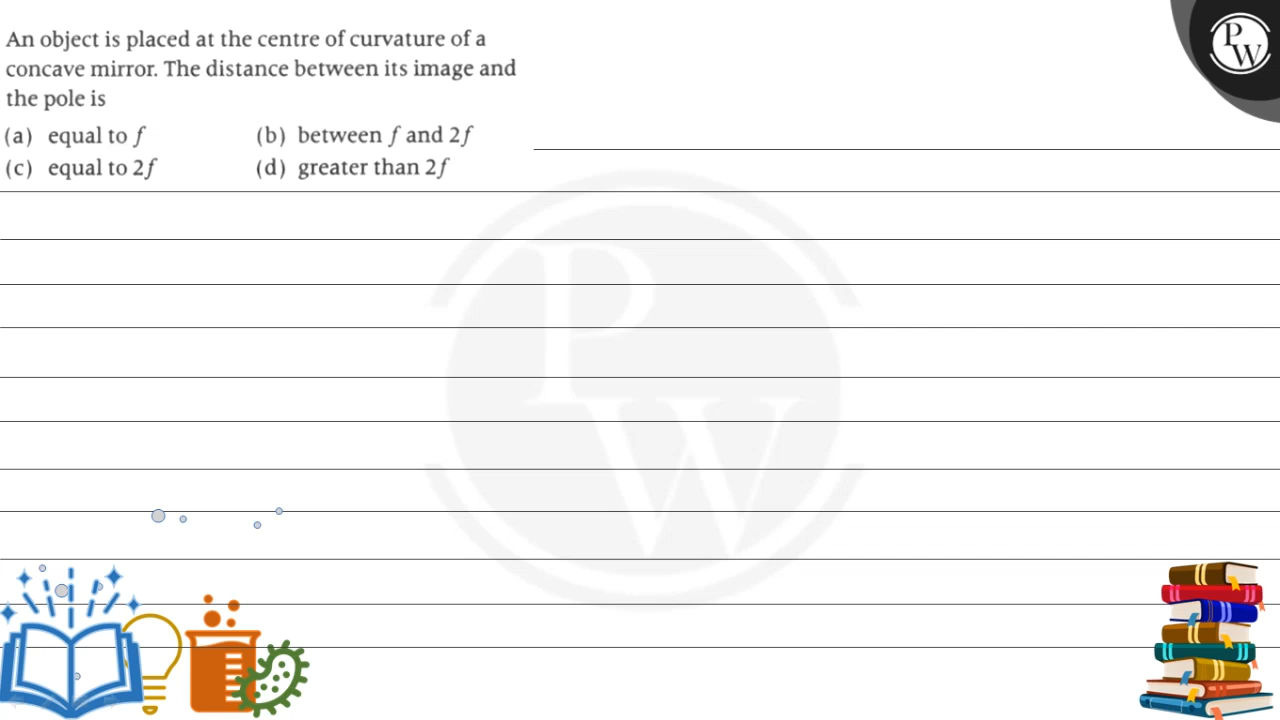 An object is placed at the centre of curvature of a
concave mirror. The distance between its image and
the pole is
(a) equal to f (b) between f and 2f
(c) equal to 2f (d) greater than 2f
P
W
P
W